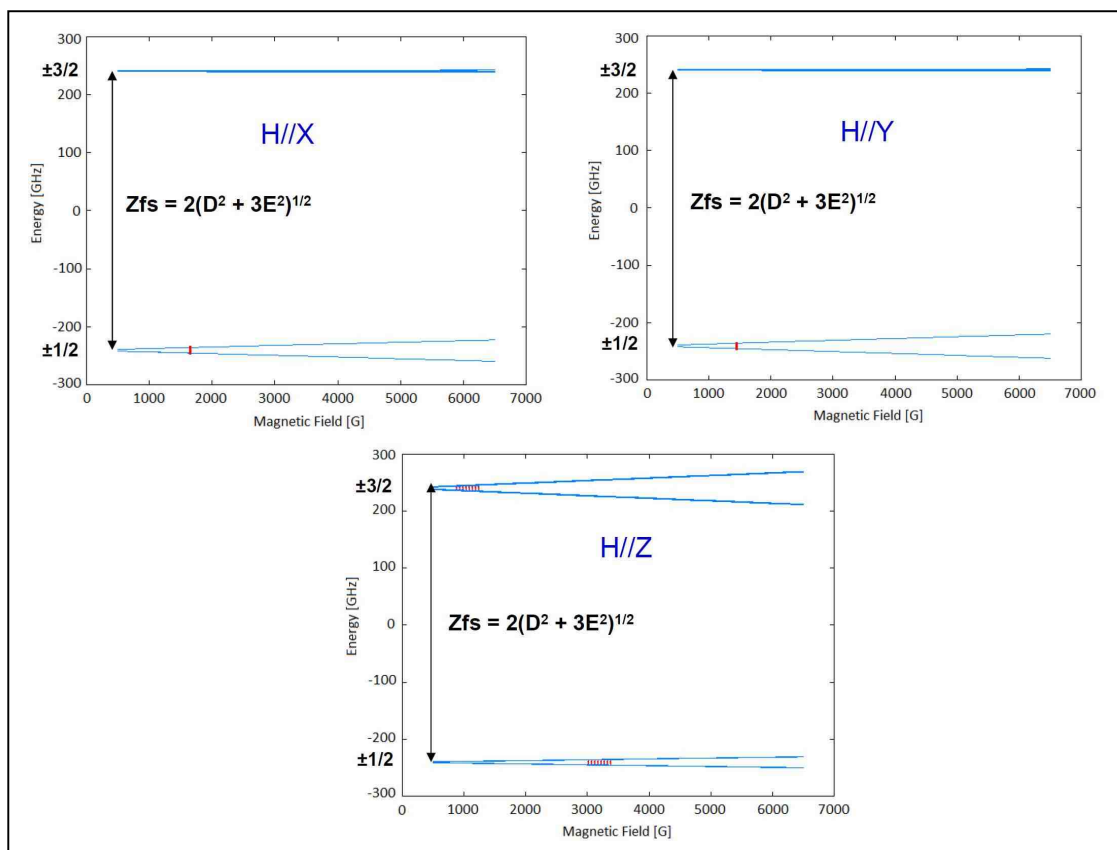 300
±3/2
200
H//X
100
Zfs = 2(D² + 3E²)¹/²
0
-100
-200
±1/2
-300
Energy [GHz]
0 1000 2000 3000 4000 5000 6000 7000
Magnetic Field [G]
300
±3/2
200
H//Y
100
Zfs = 2(D² + 3E²)¹/²
0
-100
-200
±1/2
-300
Energy [GHz]
0 1000 2000 3000 4000 5000 6000 7000
Magnetic Field [G]
300
±3/2
200
H//Z
100
Zfs = 2(D² + 3E²)¹/²
0
-100
-200
±1/2
-300
Energy [GHz]
0 1000 2000 3000 4000 5000 6000 7000
Magnetic Field [G]